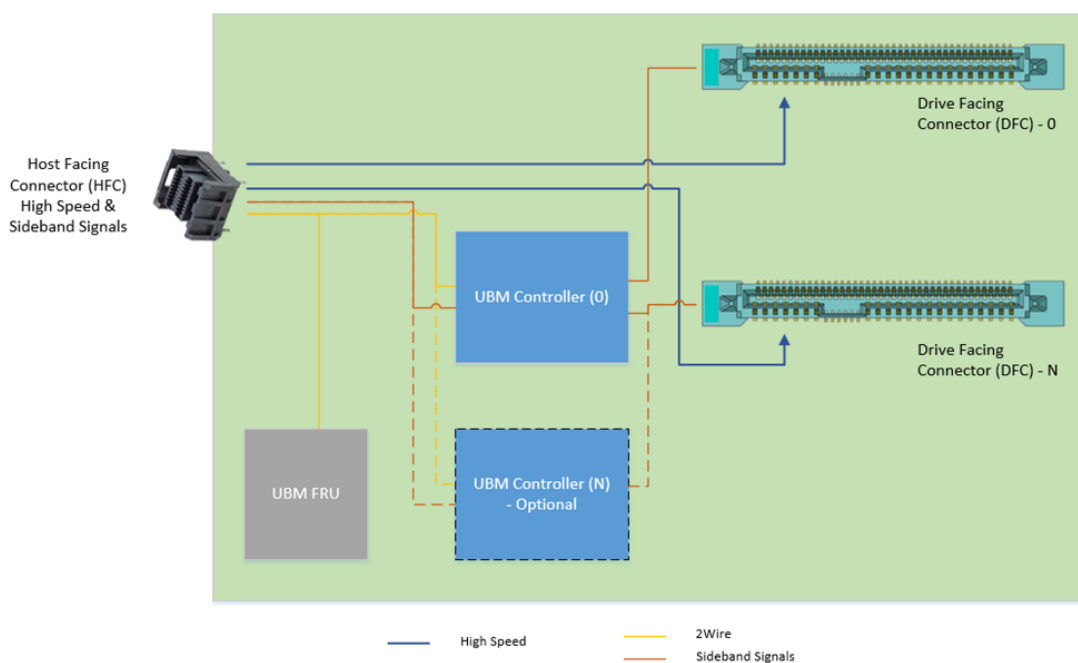 Drive Facing
Connector (DFC) - 0
Host Facing
Connector (HFC)
High Speed &
Sideband Signals
UBM Controller (0)
Drive Facing
Connector (DFC) - N
UBM FRU
UBM Controller (N)
- Optional
High Speed
2Wire
Sideband Signals